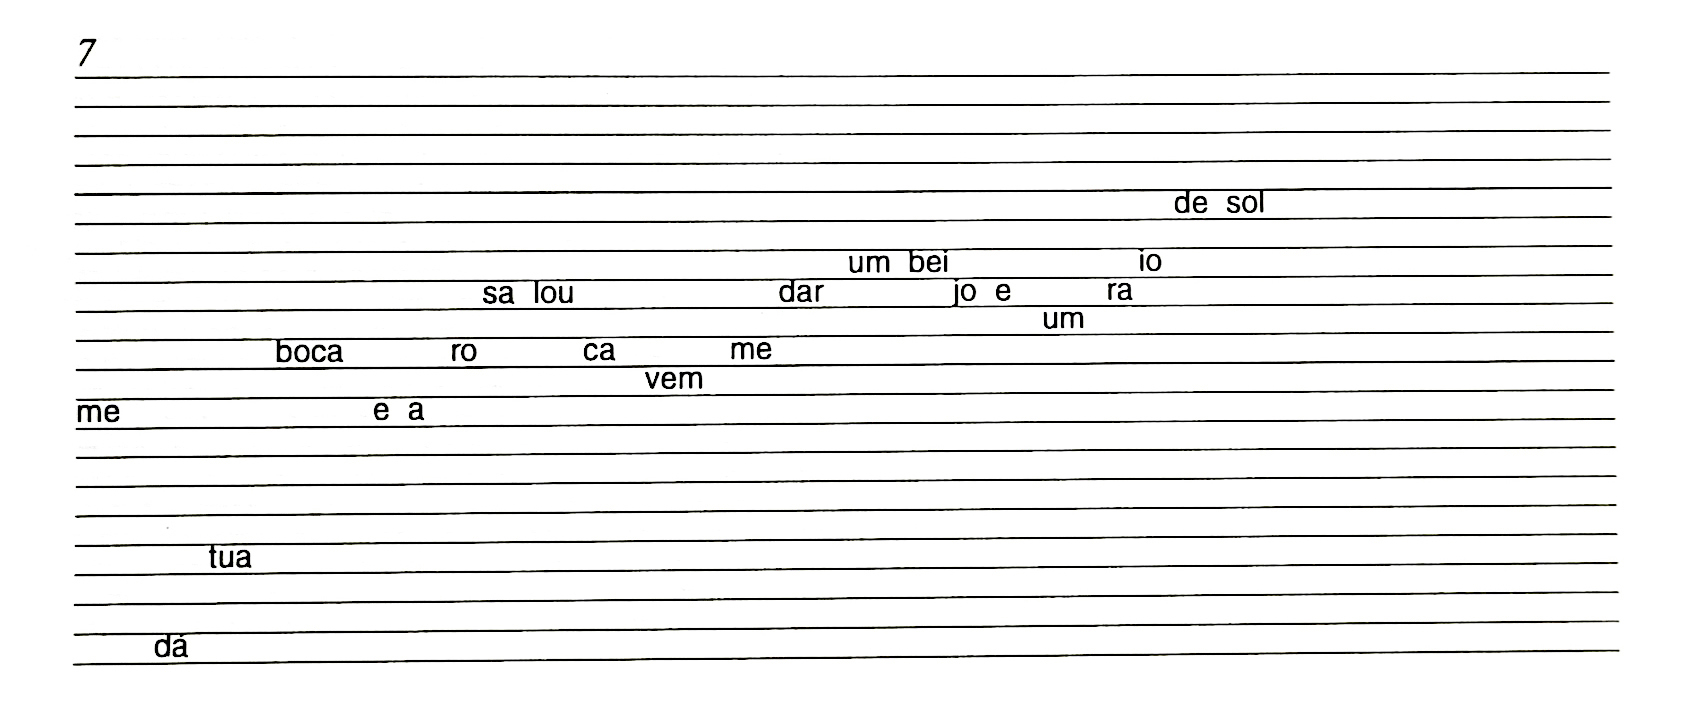 7
de sol
um bei io
sa lou dar jo e ra
um
boca ro ca me
vem
me e a
tua
dá